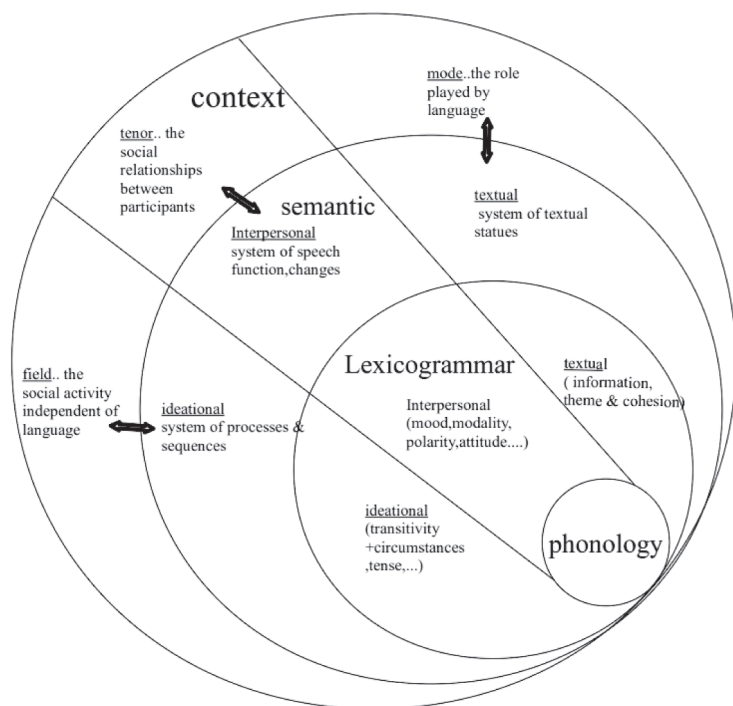 context
tenor.. the
social
relationships
between
participants
mode..the role
played by
language
semantic
Interpersonal
system of speech
function,changes
textual
system of textual
statues
field.. the
social activity
independent of
language
ideational
system of processes &
sequences
Lexicogrammar
Interpersonal
(mood,modality,
polarity,attitude....)
textual
( information,
theme & cohesion)
ideational
(transitivity
+circumstances
,tense,...)
phonology